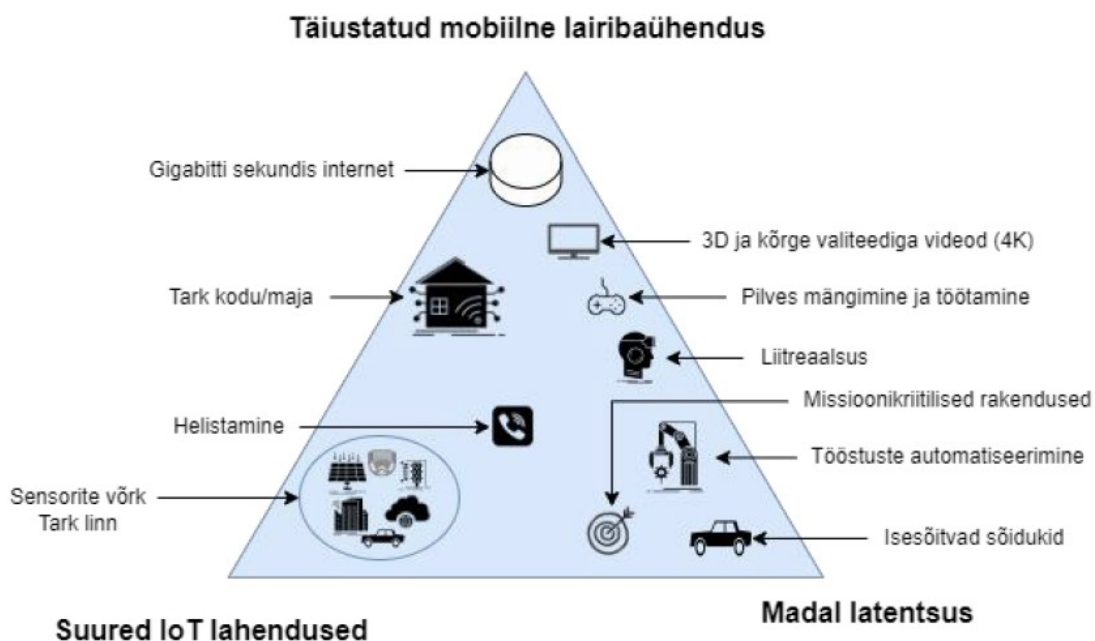 Täiustatud mobiilne lairibaühendus
Gigabitti sekundis internet
3D ja kõrge valiteediga videod (4K)
Tark kodu/maja
Pilves mängimine ja töötamine
Liitreaalsus
Missioonikriitilised rakendused
Helistamine
Tööstuste automatiseerimine
Sensorite võrk
Tark linn
Isesõitvad sõidukid
Suured IoT lahendused
Madal latentsus